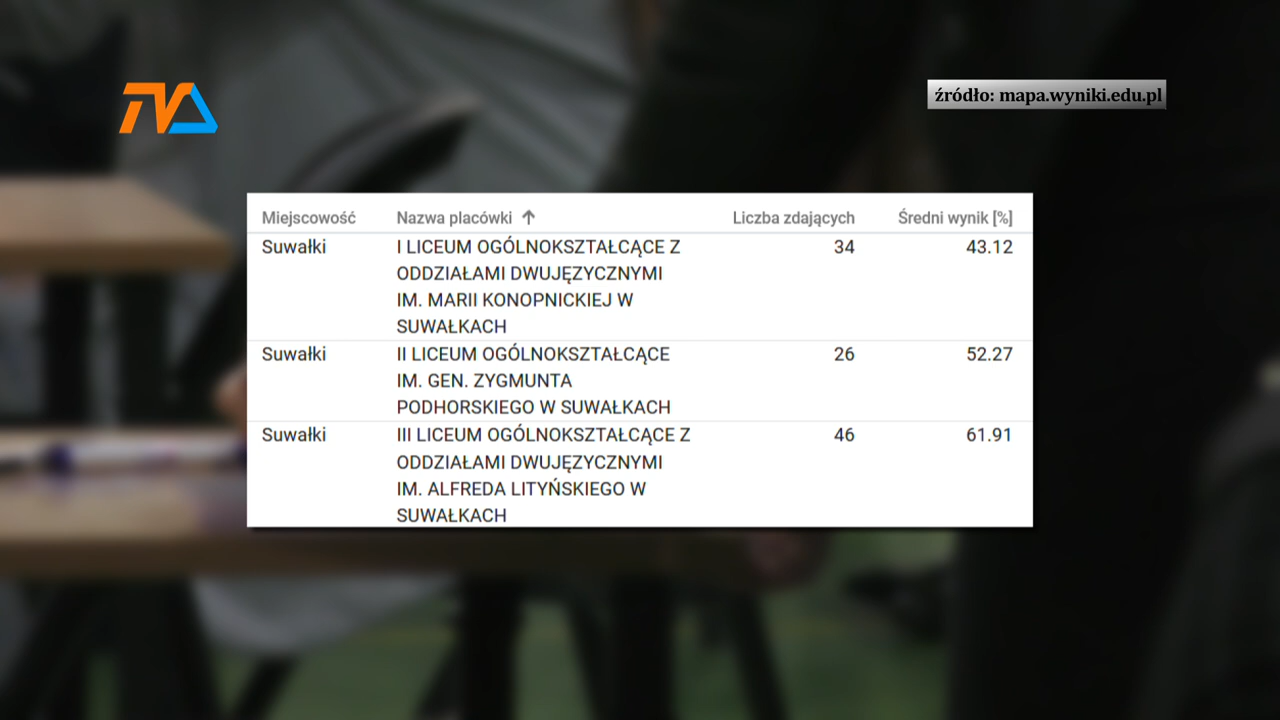 źródło: mapa.wyniki.edu.pl
Miejscowość Nazwa placówki ↑ Liczba zdających Średni wynik [%]
Suwałki I LICEUM OGÓLNOKSZTAŁCĄCE Z 34 43.12
ODDZIAŁAMI DWUJĘZYCZNYMI
IM. MARII KONOPNICKIEJ W
SUWAŁKACH
Suwałki II LICEUM OGÓLNOKSZTAŁCĄCE 26 52.27
IM. GEN. ZYGMUNTA
PODHORSKIEGO W SUWAŁKACH
Suwałki III LICEUM OGÓLNOKSZTAŁCĄCE Z 46 61.91
ODDZIAŁAMI DWUJĘZYCZNYMI
IM. ALFREDA LITYŃSKIEGO W
SUWAŁKACH